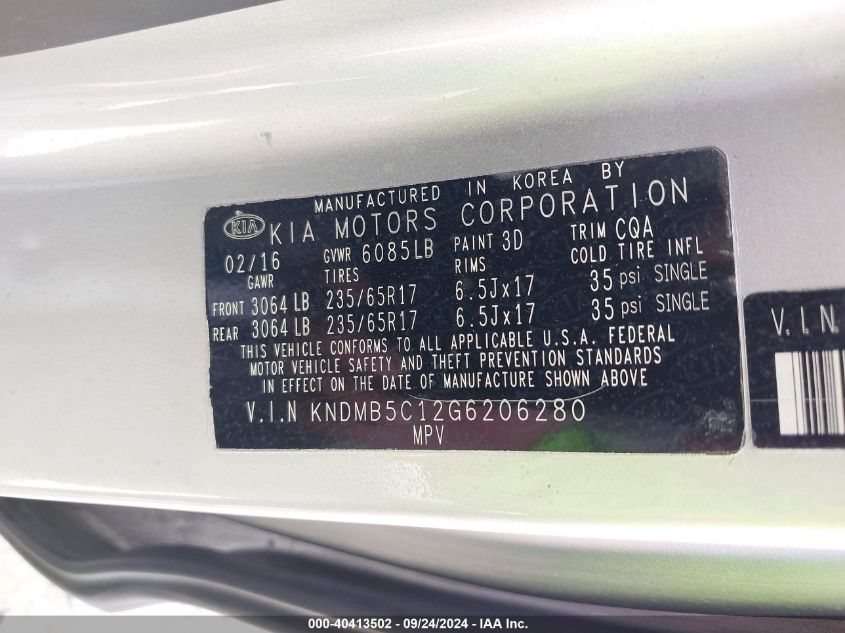 MANUFACTURED IN KOREA BY
KIA KIA MOTORS CORPORATION
02/16 GVWR 6085LB PAINT 3D TRIM CQA
GAWR TIRES RIMS COLD TIRE INFL
FRONT 3064 LB 235/65R17 6.5Jx17 35 psi SINGLE
REAR 3064 LB 235/65R17 6.5Jx17 35 psi SINGLE
THIS VEHICLE CONFORMS TO ALL APPLICABLE U.S.A. FEDERAL
MOTOR VEHICLE SAFETY AND THEFT PREVENTION STANDARDS
IN EFFECT ON THE DATE OF MANUFACTURE SHOWN ABOVE
V.I.N KNDMB5C12G6206280
MPV
V.I.N
000-40413502 - 09/24/2024 - IAA Inc.